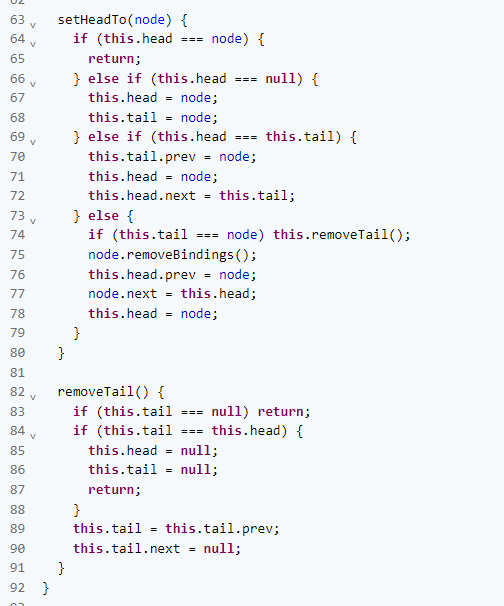 63 setHeadTo(node) {
64 if (this.head === node) {
65 return;
66 } else if (this.head === null) {
67 this.head = node;
68 this.tail = node;
69 } else if (this.head === this.tail) {
70 this.tail.prev = node;
71 this.head = node;
72 this.head.next = this.tail;
73 } else {
74 if (this.tail === node) this.removeTail();
75 node.removeBindings();
76 this.head.prev = node;
77 node.next = this.head;
78 this.head = node;
79 }
80 }
81
82 removeTail() {
83 if (this.tail === null) return;
84 if (this.tail === this.head) {
85 this.head = null;
86 this.tail = null;
87 return;
88 }
89 this.tail = this.tail.prev;
90 this.tail.next = null;
91 }
92 }